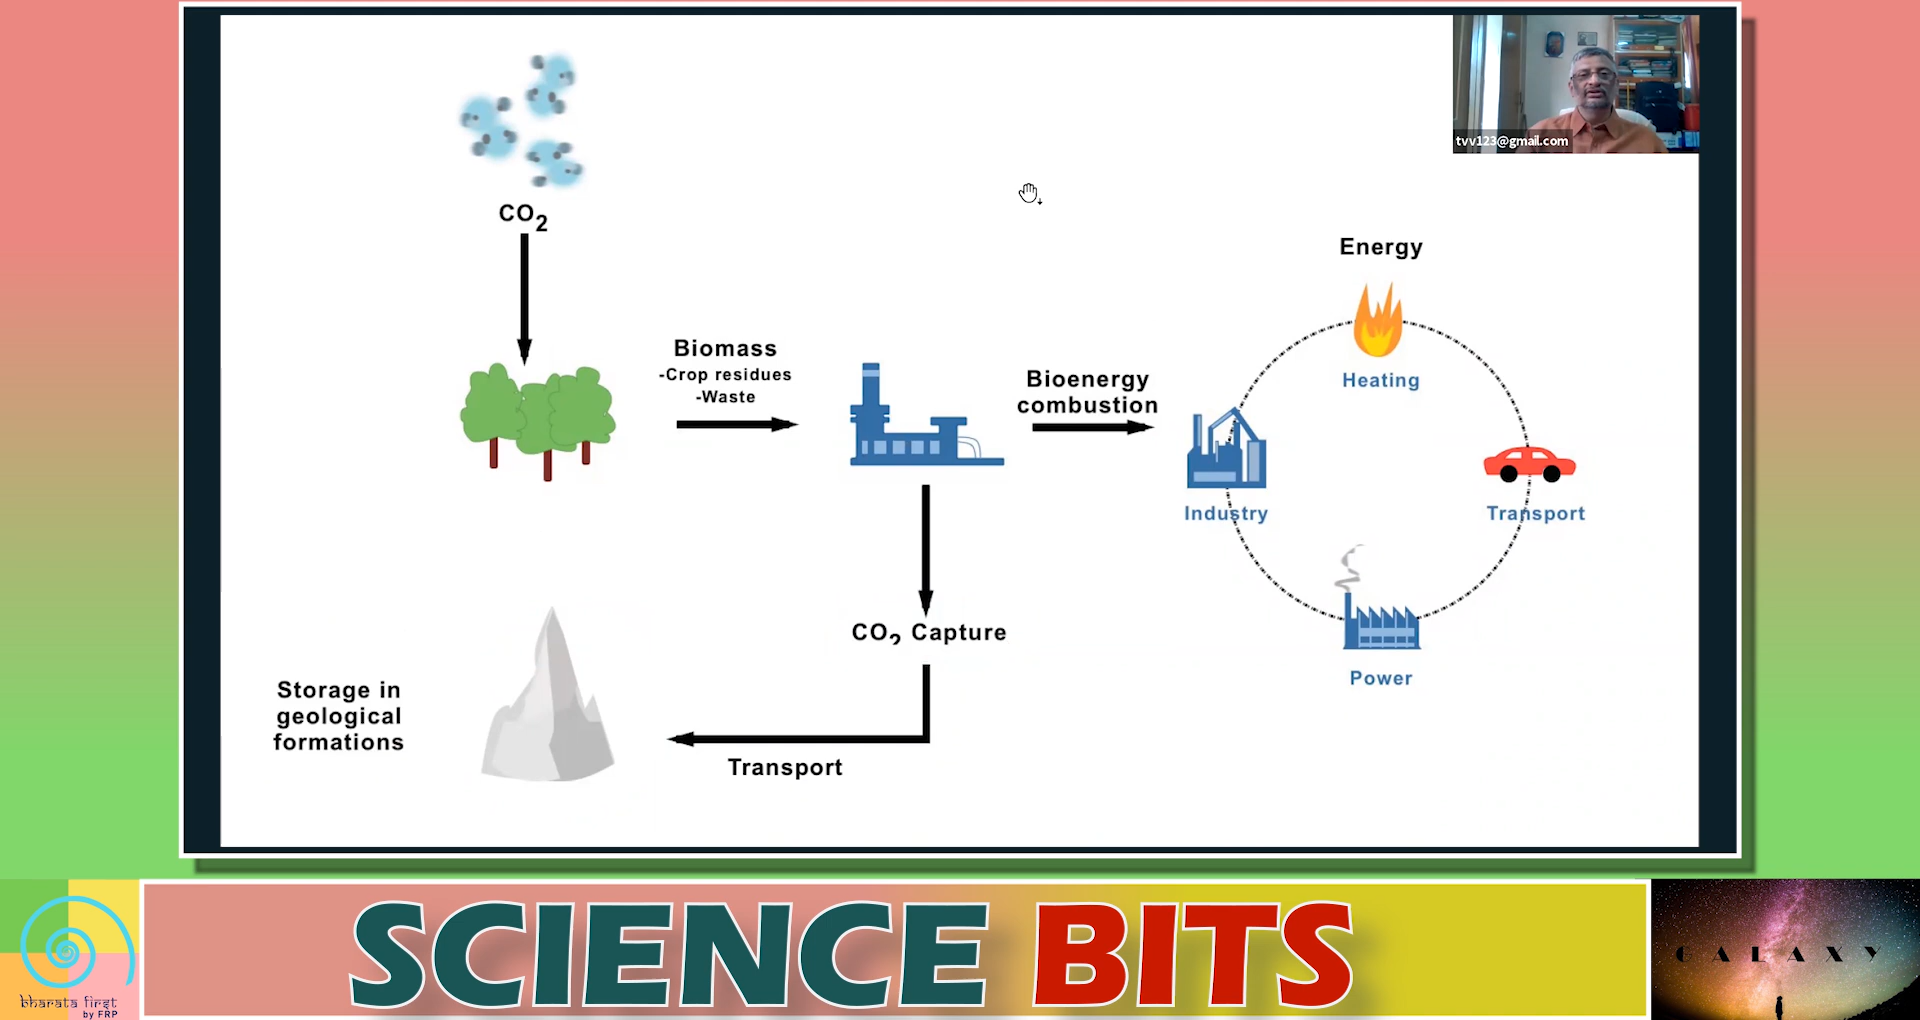 tvv123@gmail.com
CO2
Energy
Biomass
-Crop residues
-Waste
Bioenergy
combustion
Heating
Industry
Transport
CO2 Capture
Power
Storage in
geological
formations
Transport
SCIENCE BITS
bharata first
by FRP
GALAXY